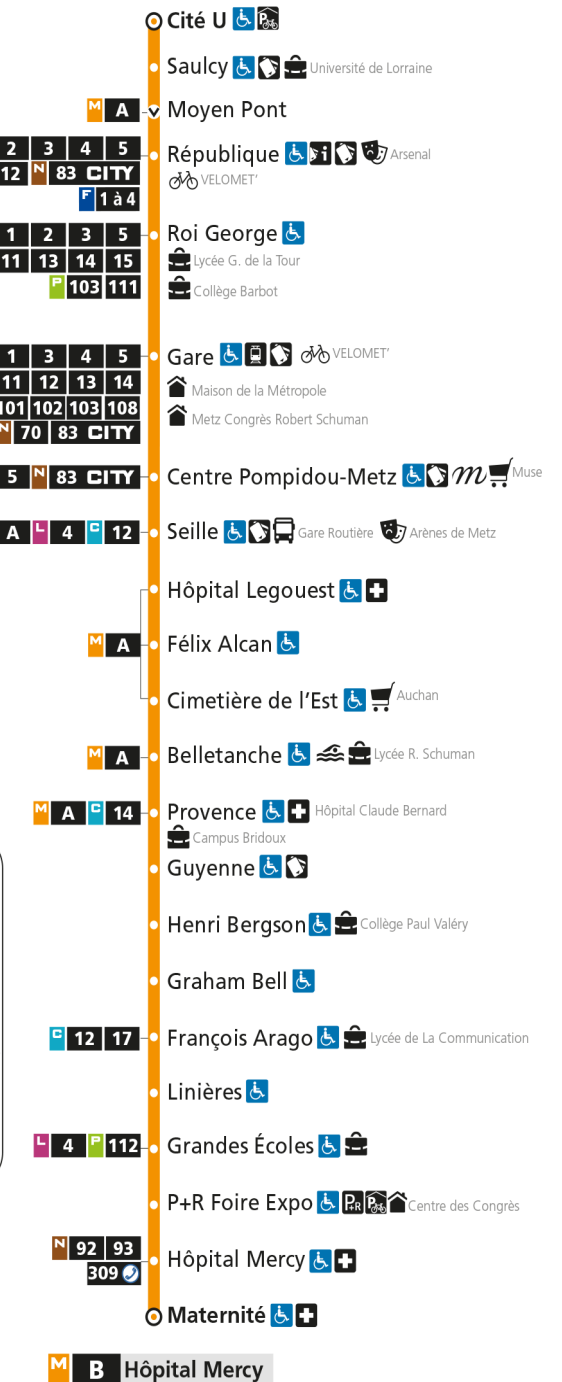 Cité U
Saulcy Université de Lorraine
M A Moyen Pont
2 3 4 5 République i Arsenal
12 N 83 CITY VELOMET'
F 1 à 4
1 2 3 5 Roi George
11 13 14 15 Lycée G. de la Tour
P 103 111 Collège Barbot
1 3 4 5 Gare VELOMET'
11 12 13 14 Maison de la Métropole
101 102 103 108 Metz Congrès Robert Schuman
N 70 83 CITY
5 N 83 CITY Centre Pompidou-Metz m Muse
A L 4 C 12 Seille Gare Routière Arènes de Metz
Hôpital Legouest
M A Félix Alcan
Cimetière de l'Est Auchan
M A Belletanche Lycée R. Schuman
M A C 14 Provence Hôpital Claude Bernard
Campus Bridoux
Guyenne
Henri Bergson Collège Paul Valéry
Graham Bell
C 12 17 François Arago Lycée de La Communication
Linières
L 4 P 112 Grandes Écoles
P+R Foire Expo P+R P Centre des Congrès
N 92 93 Hôpital Mercy
309
Maternité
M B Hôpital Mercy